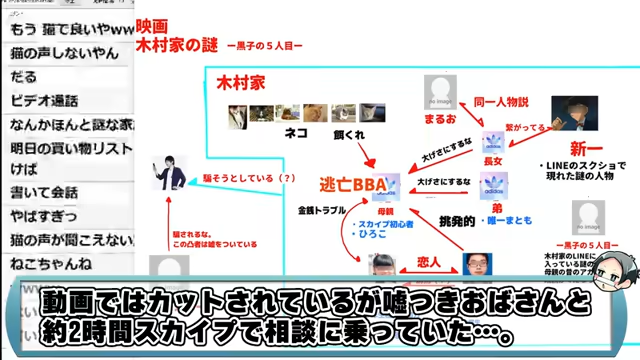 もう 猫で良いやww
猫の声しないやん
だる
ビデオ通話
なんかほんと謎な家
明日の買い物リスト
けば
書いて会話
やばすぎっ
猫の声が聞こえない
ねこちゃんね
映画
木村家の謎 ー黒子の5人目ー
木村家
ネコ
餌くれ
no image
まるお
同一人物説
繋がってる
新一
・LINEのスクショで
現れた謎の人物
大げさにするな
長女
adidas
騙そうとしている(?)
逃亡BBA
adidas
大げさにするな
adidas
金銭トラブル
母親
・スカイプ初心者
・ひろこ
挑発的
弟
・唯一まとも
騙されるな。
この凸者は嘘をついている
恋人
no image
ー黒子の5人目ー
木村家のLINEに
入っている謎の
母親の昔のアカ
動画ではカットされているが嘘つきおばさんと
約2時間スカイプで相談に乗っていた…。